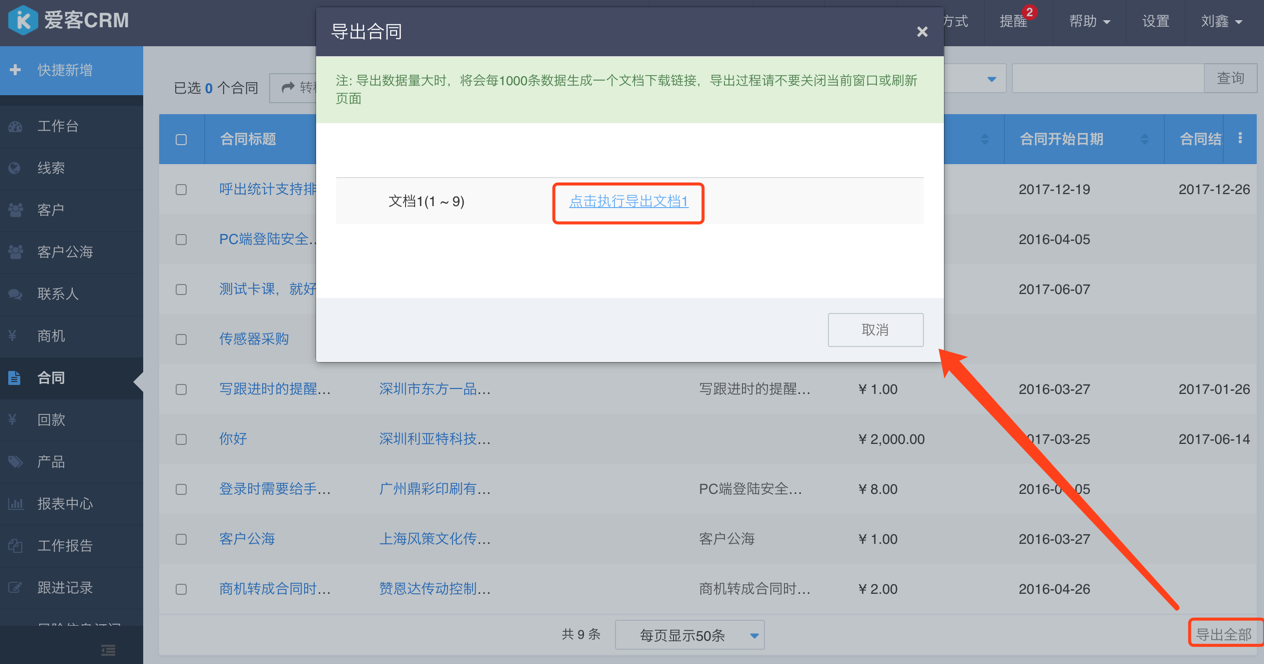 爱客CRM
导出合同
×
方式
提醒
2
帮助
设置
刘鑫
快捷新增
工作台
线索
客户
客户公海
联系人
商机
合同
回款
产品
报表中心
工作报告
跟进记录
已选 0 个合同
注: 导出数据量大时，将会每1000条数据生成一个文档下载链接，导出过程请不要关闭当前窗口或刷新
页面
查询
文档1(1 ~ 9)
点击执行导出文档1
取消
合同标题
合同开始日期
合同结
呼出统计支持排
2017-12-19
2017-12-26
PC端登陆安全...
2016-04-05
测试卡课，就好
2017-06-07
传感器采购
写跟进时的提醒...
深圳市东方一品...
写跟进时的提醒...
¥ 1.00
2016-03-27
2017-01-26
你好
深圳利亚特科技...
¥ 2,000.00
2017-03-25
2017-06-14
登录时需要给手...
广州鼎彩印刷有...
PC端登陆安全...
¥ 8.00
2016-04-05
客户公海
上海风策文化传...
客户公海
¥ 1.00
2016-03-27
商机转成合同时...
赞恩达传动控制...
商机转成合同时...
¥ 2.00
2016-04-26
共 9 条
每页显示50条
导出全部